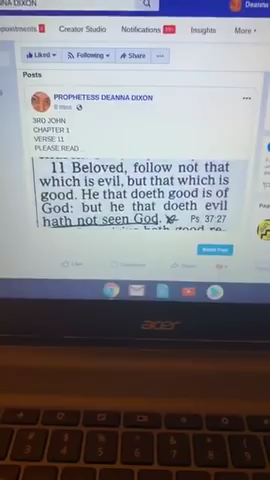 NA DIXON
Deanna
Creator Studio
Notifications
Insights
More
Liked
Following
Share
Posts
PROPHETESS DEANNA DIXON
8 mins
3RD JOHN
CHAPTER 1
VERSE 11
PLEASE READ
11 Beloved, follow not that
which is evil, but that which is
good. He that doeth good is of
God: but he that doeth evil
hath not seen God. Ps 37:27
Boost Post
Like
Comment
Share
acer